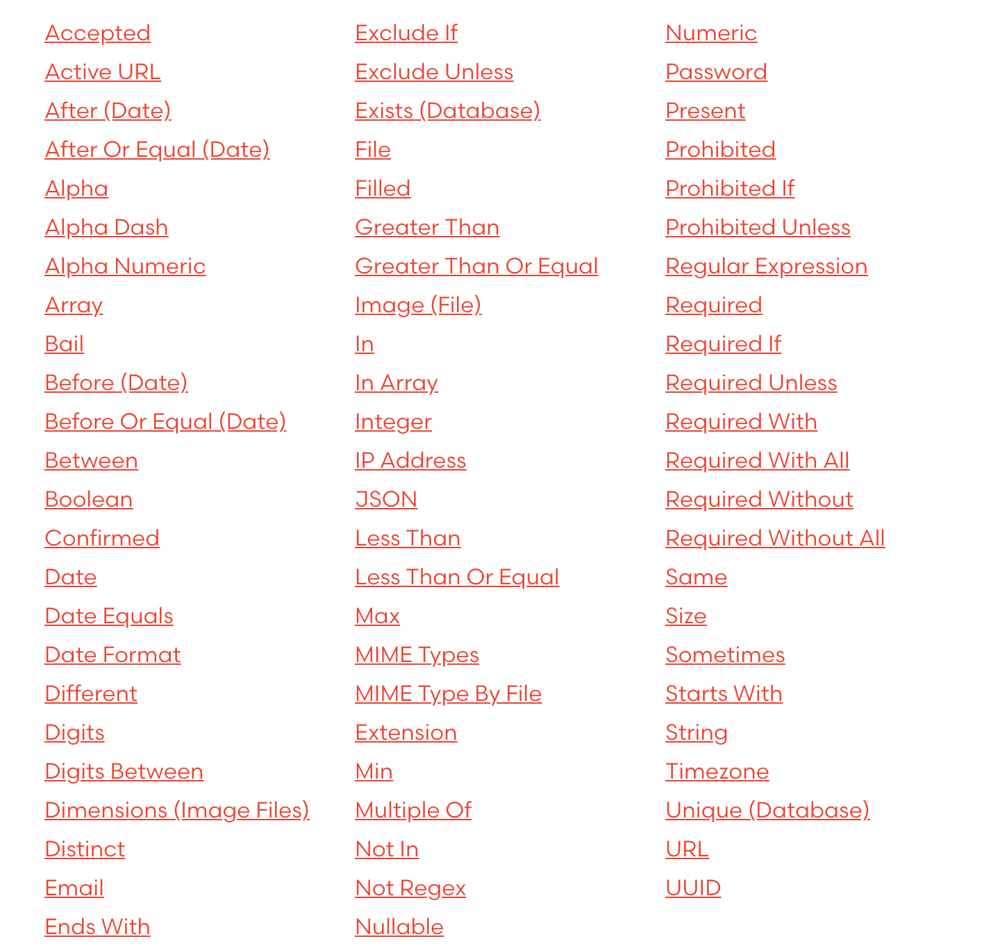 Accepted
Active URL
After (Date)
After Or Equal (Date)
Alpha
Alpha Dash
Alpha Numeric
Array
Bail
Before (Date)
Before Or Equal (Date)
Between
Boolean
Confirmed
Date
Date Equals
Date Format
Different
Digits
Digits Between
Dimensions (Image Files)
Distinct
Email
Ends With
Exclude If
Exclude Unless
Exists (Database)
File
Filled
Greater Than
Greater Than Or Equal
Image (File)
In
In Array
Integer
IP Address
JSON
Less Than
Less Than Or Equal
Max
MIME Types
MIME Type By File
Extension
Min
Multiple Of
Not In
Not Regex
Nullable
Numeric
Password
Present
Prohibited
Prohibited If
Prohibited Unless
Regular Expression
Required
Required If
Required Unless
Required With
Required With All
Required Without
Required Without All
Same
Size
Sometimes
Starts With
String
Timezone
Unique (Database)
URL
UUID